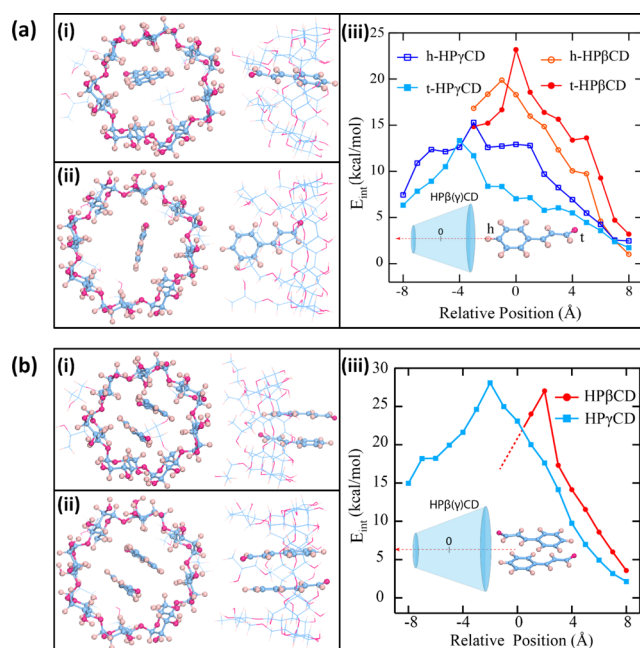 (a)
(i)
(ii)
(iii)
h-HPγCD
t-HPγCD
h-HPβCD
t-HPβCD
25
20
15
10
5
0
E_int (kcal/mol)
HPβ(γ)CD
0
h
t
-8 -4 0 4 8
Relative Position (Å)
(b)
(i)
(ii)
(iii)
HPβCD
HPγCD
30
25
20
15
10
5
0
E_int (kcal/mol)
HPβ(γ)CD
0
-8 -4 0 4 8
Relative Position (Å)